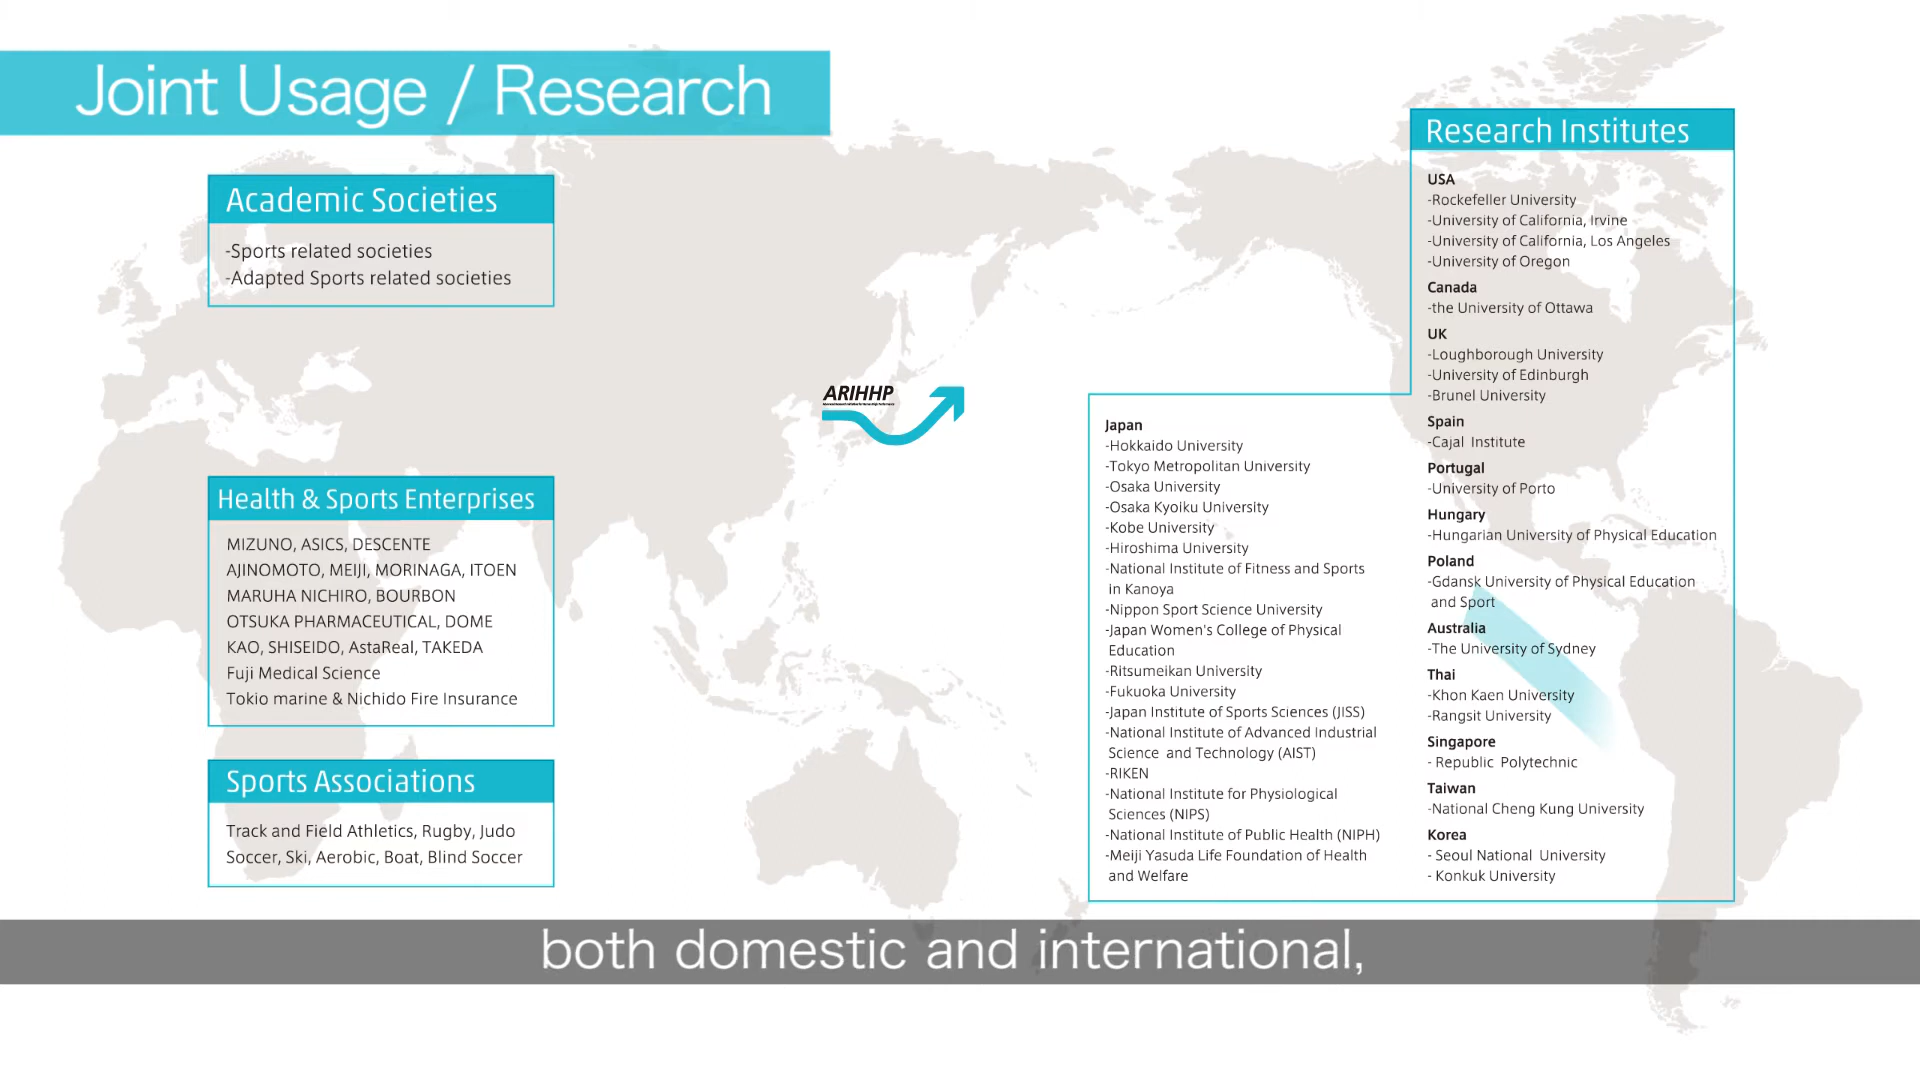 Joint Usage / Research
Academic Societies
-Sports related societies
-Adapted Sports related societies
Health & Sports Enterprises
MIZUNO, ASICS, DESCENTE
AJINOMOTO, MEIJI, MORINAGA, ITOEN
MARUHA NICHIRO, BOURBON
OTSUKA PHARMACEUTICAL, DOME
KAO, SHISEIDO, AstaReal, TAKEDA
Fuji Medical Science
Tokio marine & Nichido Fire Insurance
Sports Associations
Track and Field Athletics, Rugby, Judo
Soccer, Ski, Aerobic, Boat, Blind Soccer
ARIHHP
Research Institutes
Japan
-Hokkaido University
-Tokyo Metropolitan University
-Osaka University
-Osaka Kyoiku University
-Kobe University
-Hiroshima University
-National Institute of Fitness and Sports
in Kanoya
-Nippon Sport Science University
-Japan Women's College of Physical
Education
-Ritsumeikan University
-Fukuoka University
-Japan Institute of Sports Sciences (JISS)
-National Institute of Advanced Industrial
Science and Technology (AIST)
-RIKEN
-National Institute for Physiological
Sciences (NIPS)
-National Institute of Public Health (NIPH)
-Meiji Yasuda Life Foundation of Health
and Welfare
USA
-Rockefeller University
-University of California, Irvine
-University of California, Los Angeles
-University of Oregon
Canada
-the University of Ottawa
UK
-Loughborough University
-University of Edinburgh
-Brunel University
Spain
-Cajal Institute
Portugal
-University of Porto
Hungary
-Hungarian University of Physical Education
Poland
-Gdansk University of Physical Education
and Sport
Australia
-The University of Sydney
Thai
-Khon Kaen University
-Rangsit University
Singapore
- Republic Polytechnic
Taiwan
-National Cheng Kung University
Korea
- Seoul National University
- Konkuk University
both domestic and international,